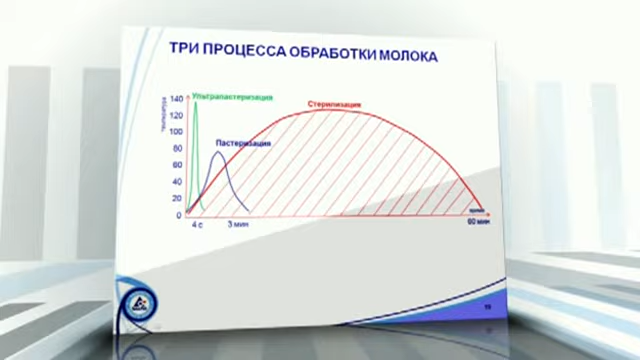 ТРИ ПРОЦЕССА ОБРАБОТКИ МОЛОКА
Ультрапастеризация
Стерилизация
Пастеризация
температура
140
120
100
80
60
40
20
0
4 с
3 мин
60 мин